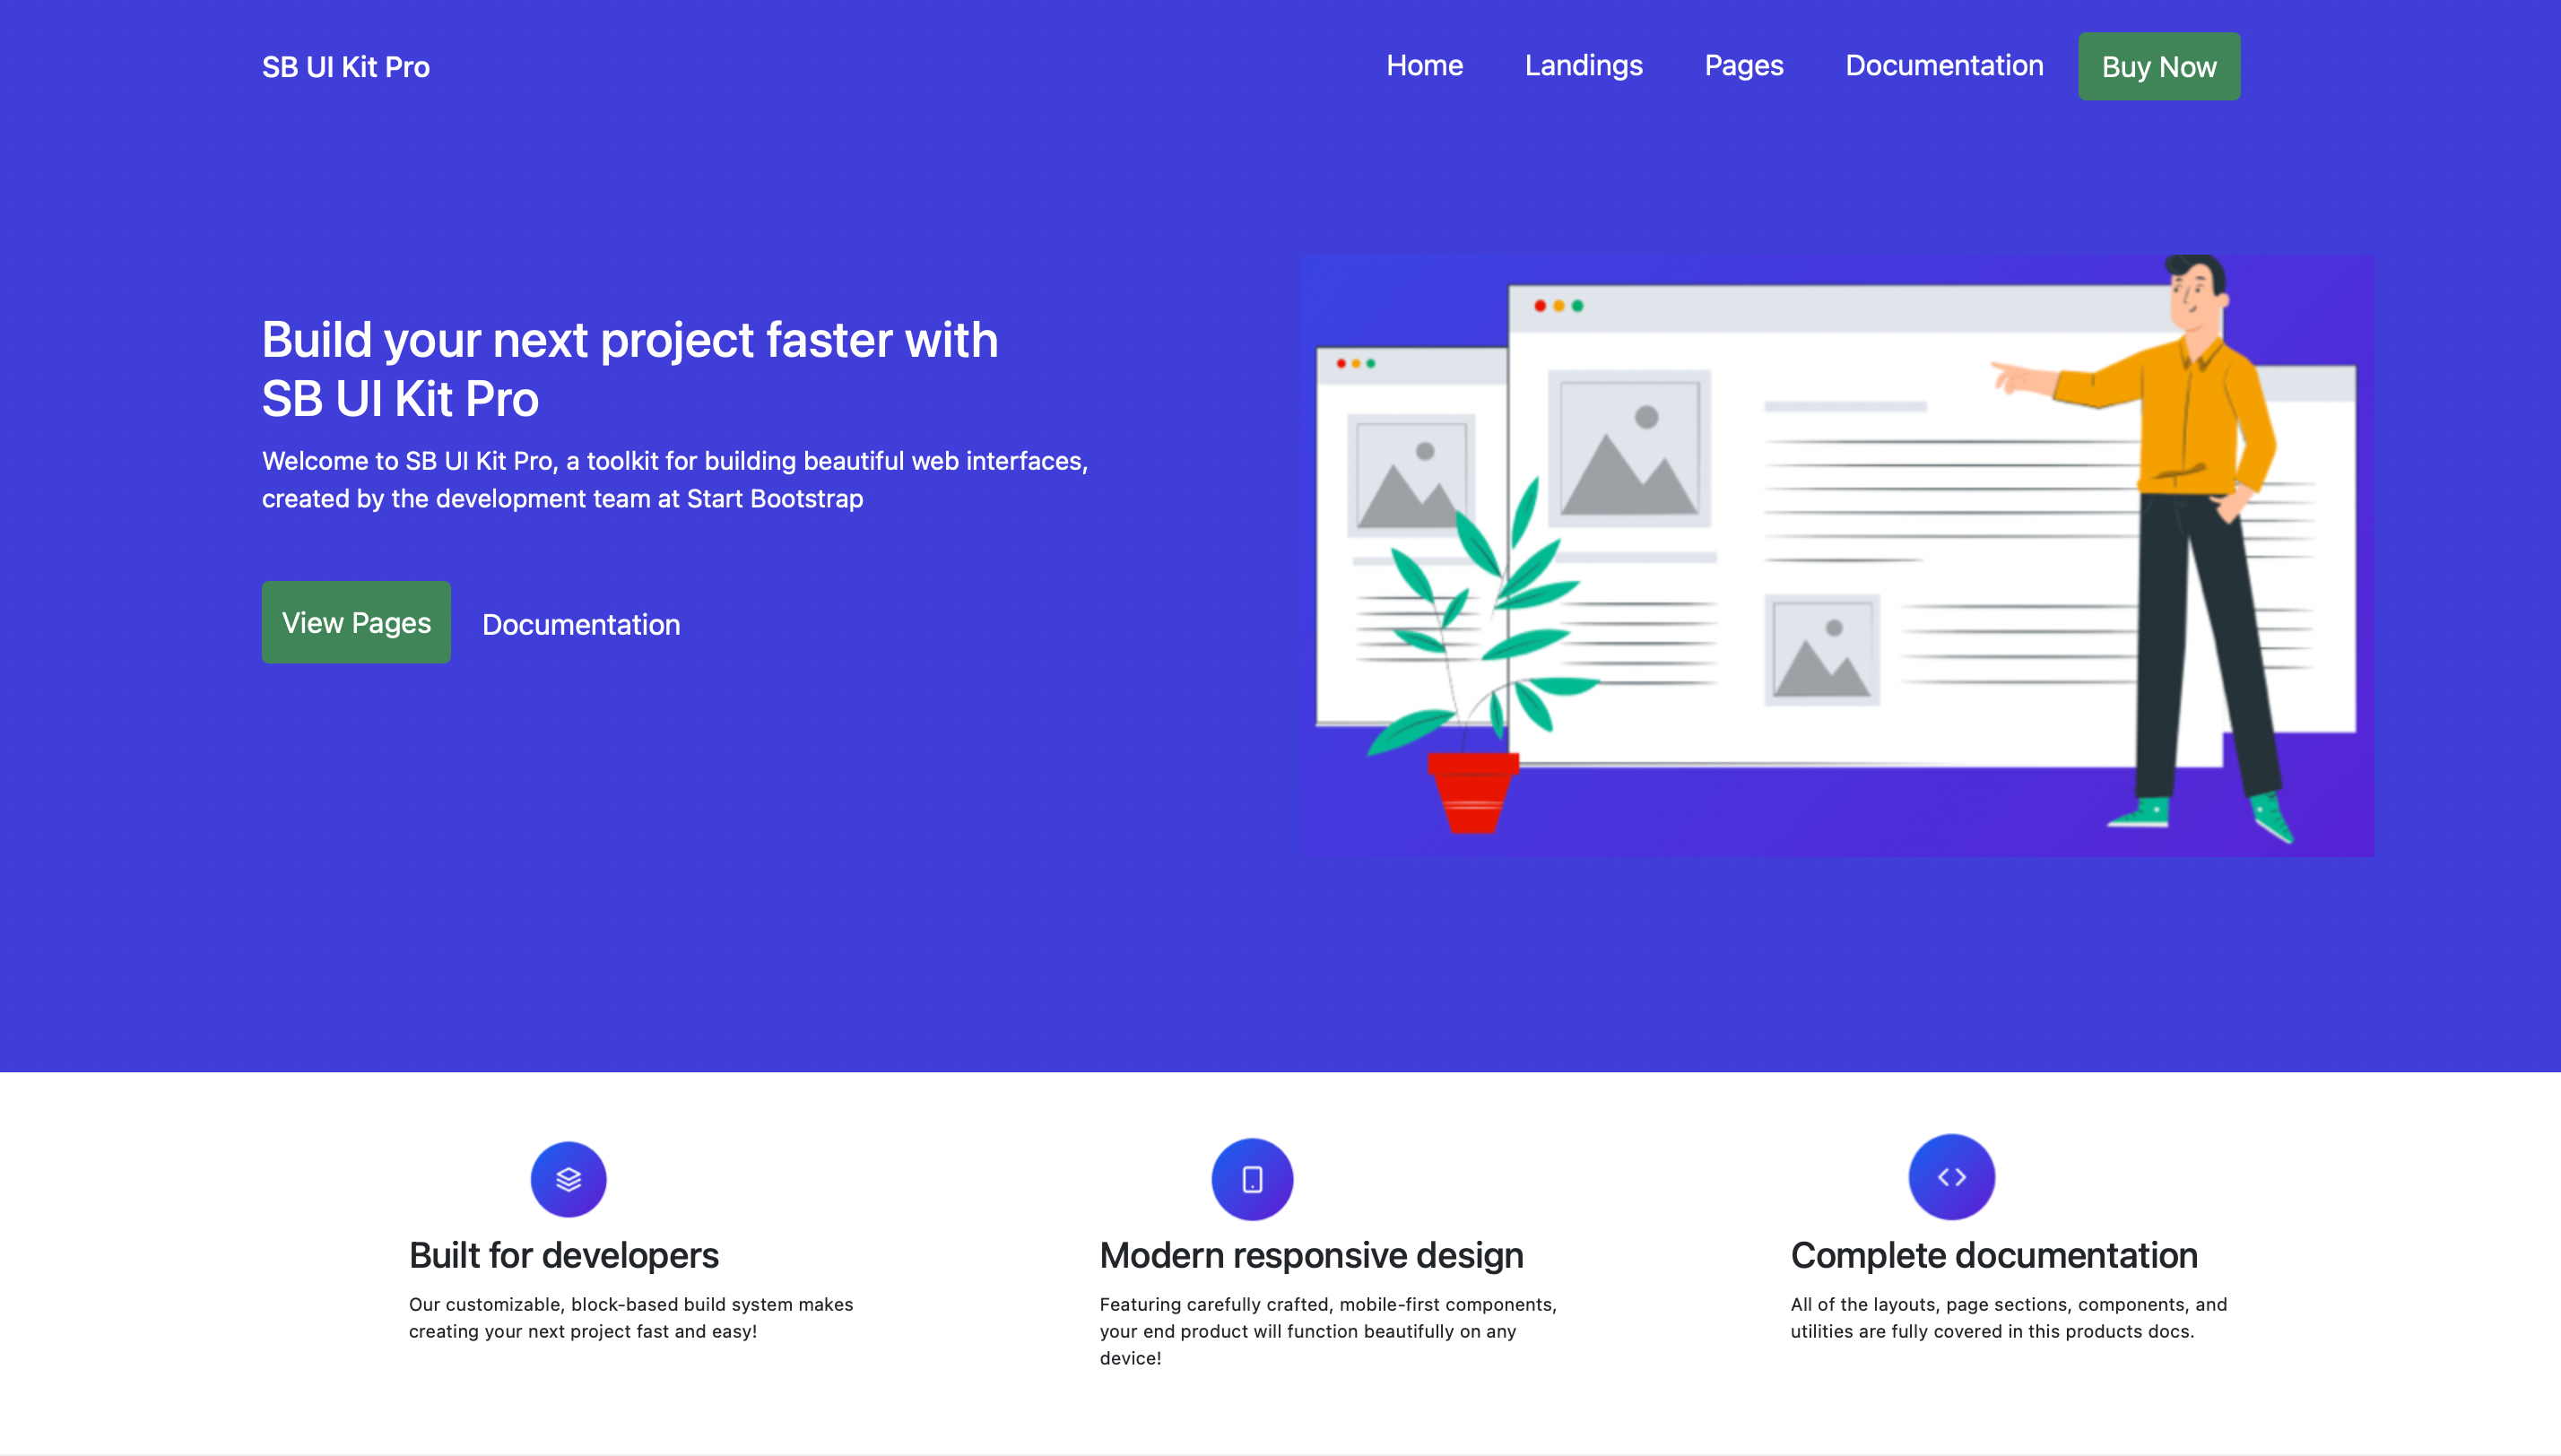 SB UI Kit Pro
Home
Landings
Pages
Documentation
Buy Now
Build your next project faster with
SB UI Kit Pro
Welcome to SB UI Kit Pro, a toolkit for building beautiful web interfaces,
created by the development team at Start Bootstrap
View Pages
Documentation
Built for developers
Our customizable, block-based build system makes
creating your next project fast and easy!
Modern responsive design
Featuring carefully crafted, mobile-first components,
your end product will function beautifully on any
device!
Complete documentation
All of the layouts, page sections, components, and
utilities are fully covered in this products docs.